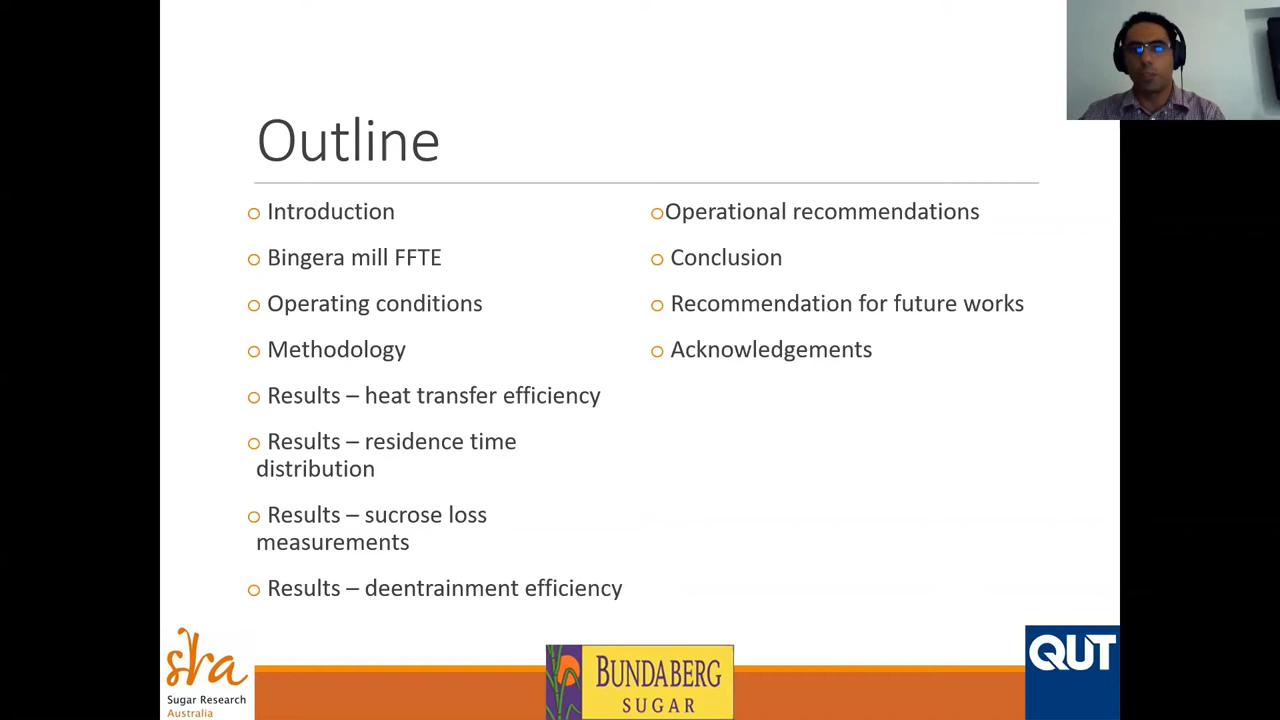 Outline
Introduction
Bingera mill FFTE
Operating conditions
Methodology
Results – heat transfer efficiency
Results – residence time
distribution
Results – sucrose loss
measurements
Results – deentrainment efficiency
Operational recommendations
Conclusion
Recommendation for future works
Acknowledgements
sra
Sugar Research
Australia
BUNDABERG
SUGAR
QUT